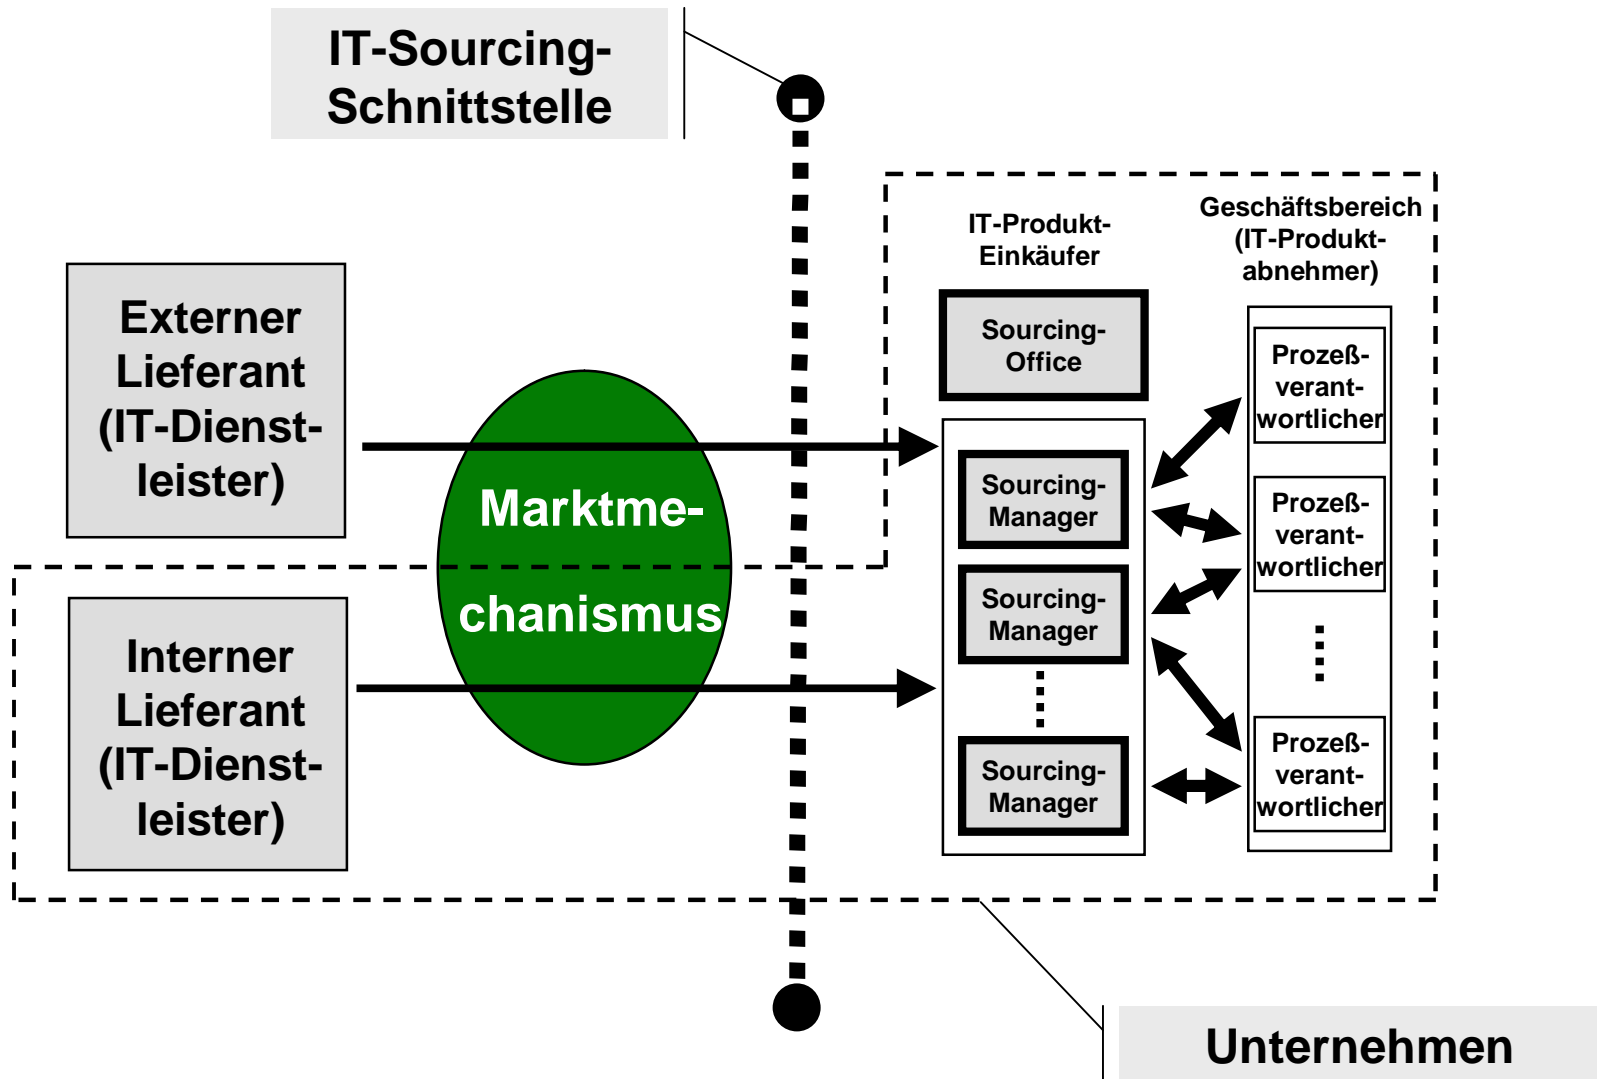 IT-Sourcing-
Schnittstelle
Externer
Lieferant
(IT-Dienst-
leister)
Interner
Lieferant
(IT-Dienst-
leister)
Marktme-
chanismus
IT-Produkt-
Einkäufer
Sourcing-
Office
Sourcing-
Manager
Sourcing-
Manager
Sourcing-
Manager
Geschäftsbereich
(IT-Produkt-
abnehmer)
Prozeß-
verant-
wortlicher
Prozeß-
verant-
wortlicher
Prozeß-
verant-
wortlicher
Unternehmen